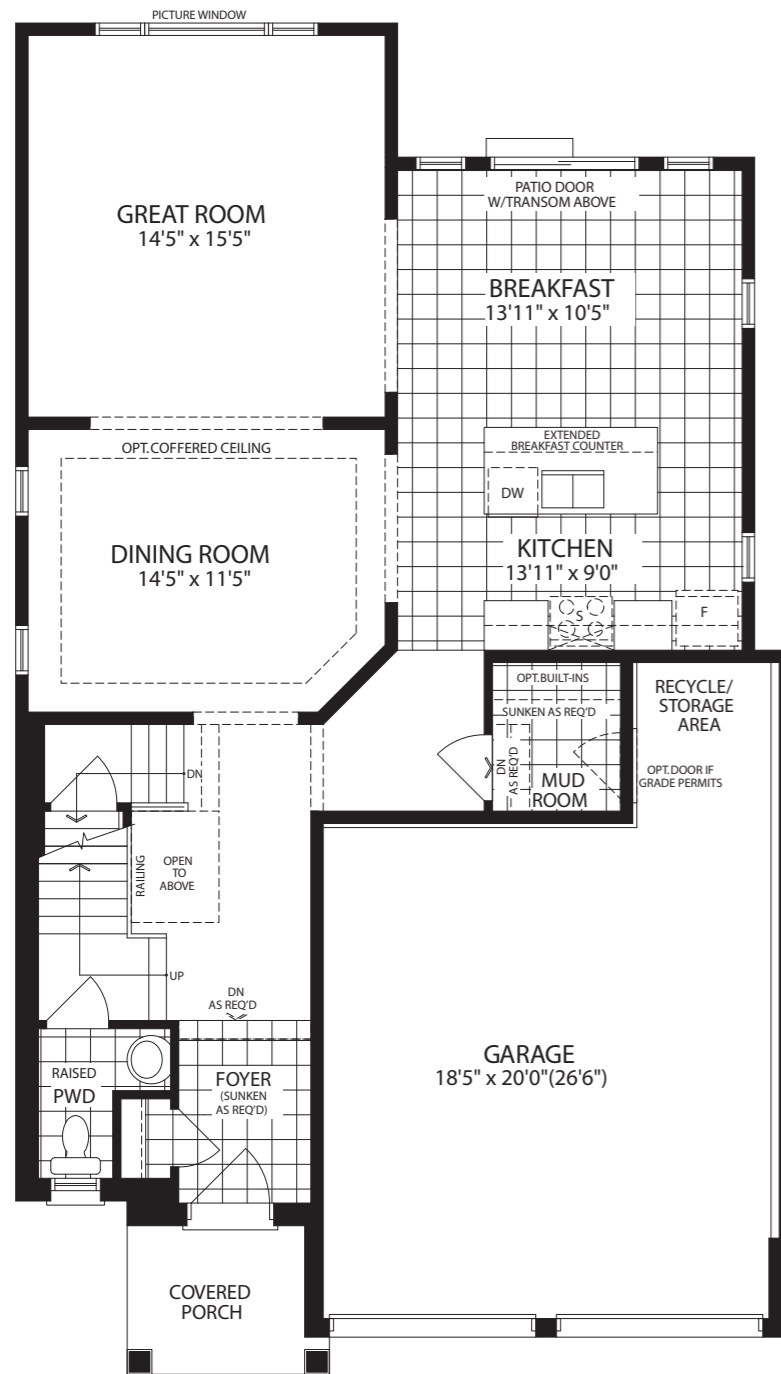 PICTURE WINDOW
GREAT ROOM
14'5" x 15'5"
PATIO DOOR
W/TRANSOM ABOVE
BREAKFAST
13'11" x 10'5"
OPT.COFFERED CEILING
EXTENDED
BREAKFAST COUNTER
DW
DINING ROOM
14'5" x 11'5"
KITCHEN
13'11" x 9'0"
S
F
OPT.BUILT-INS
SUNKEN AS REQ'D
RECYCLE/
STORAGE
AREA
DN
DN
AS REQ'D
MUD
ROOM
OPT.DOOR IF
GRADE PERMITS
RAILING
OPEN
TO
ABOVE
UP
DN
AS REQ'D
RAISED
PWD
FOYER
(SUNKEN
AS REQ'D)
GARAGE
18'5" x 20'0"(26'6")
COVERED
PORCH